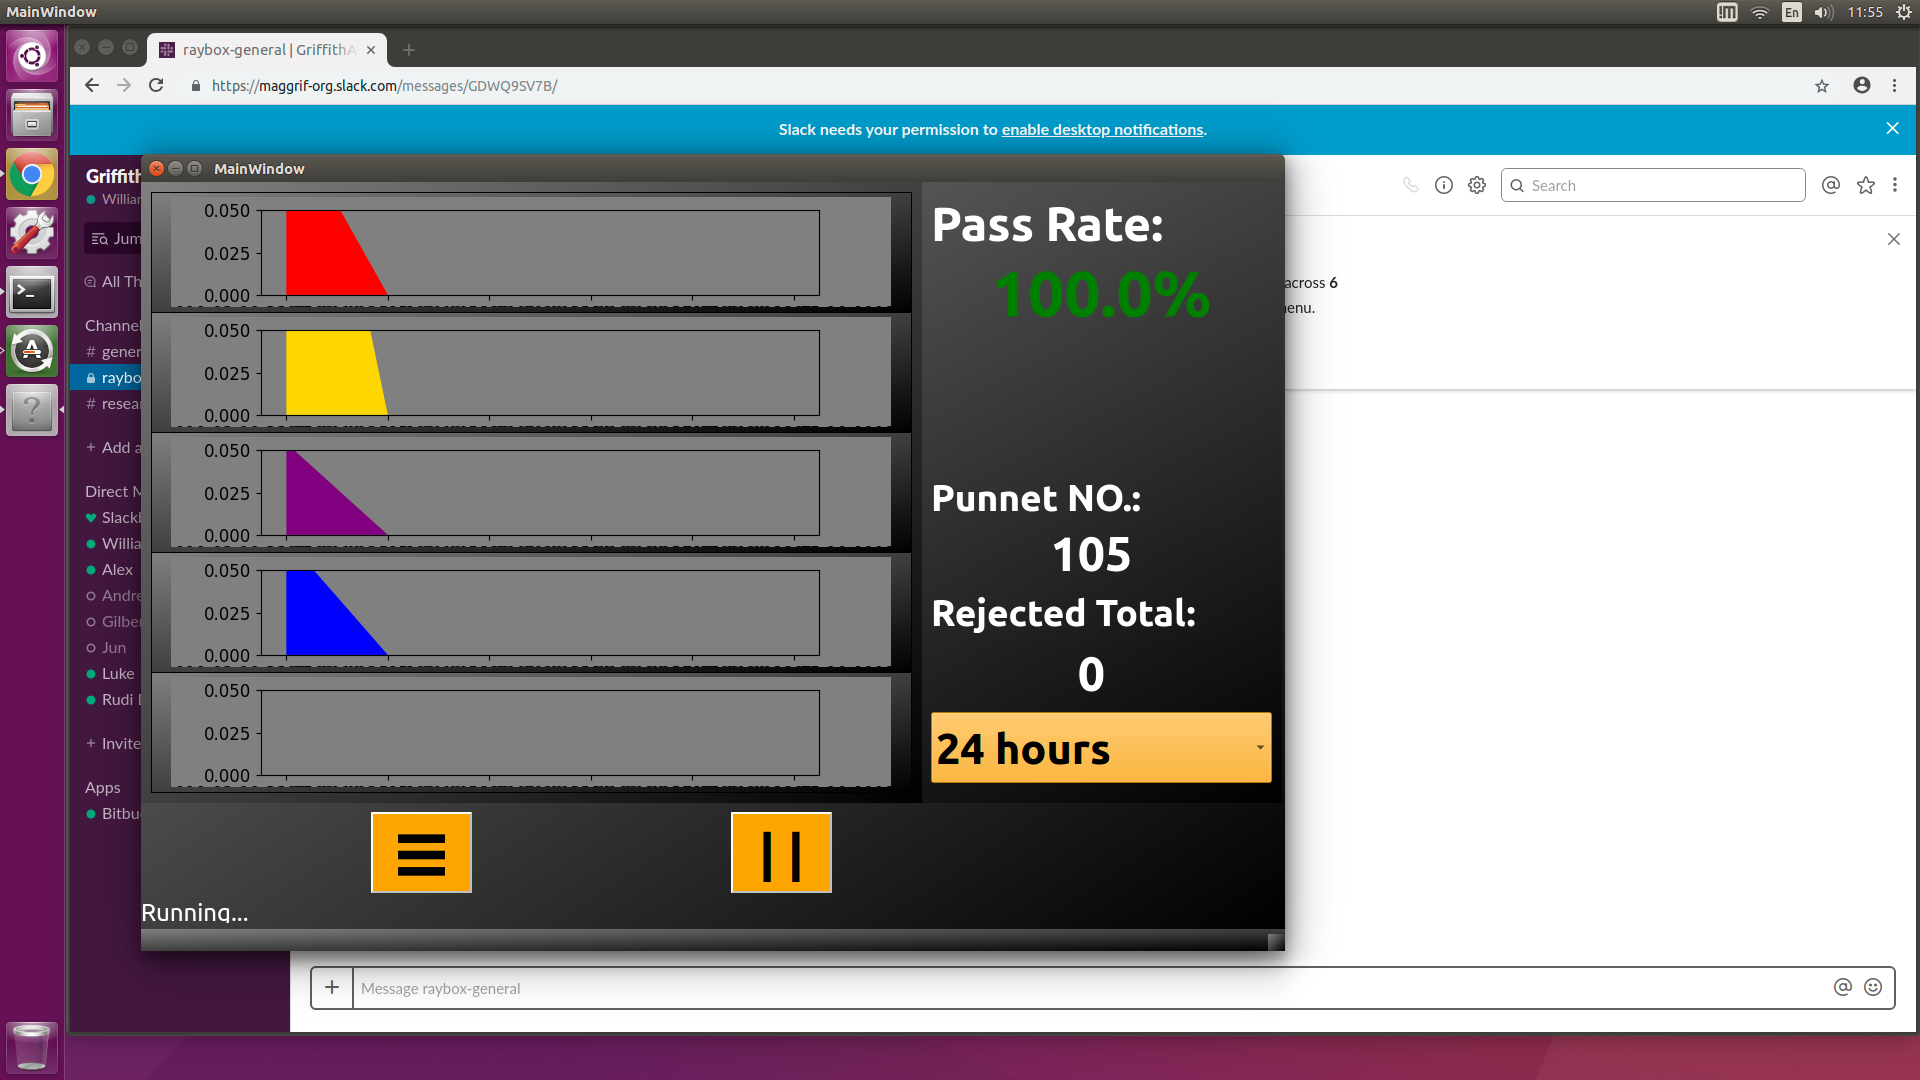 MainWindow
En
11:55
raybox-general | GriffithA
https://maggrif-org.slack.com/messages/GDWQ9SV7B/
Slack needs your permission to enable desktop notifications.
MainWindow
Griffith
William
Jum
All Th
Channel
# gener
raybo
# resea
+ Add a
Direct M
Slackl
Willia
Alex
Andre
Gilber
Jun
Luke
Rudi
+ Invite
Apps
Bitbu
0.050
0.025
0.000
0.050
0.025
0.000
0.050
0.025
0.000
0.050
0.025
0.000
0.050
0.025
0.000
Pass Rate:
100.0%
Punnet NO.:
105
Rejected Total:
0
24 hours
Running...
Search
across 6
enu.
Message raybox-general